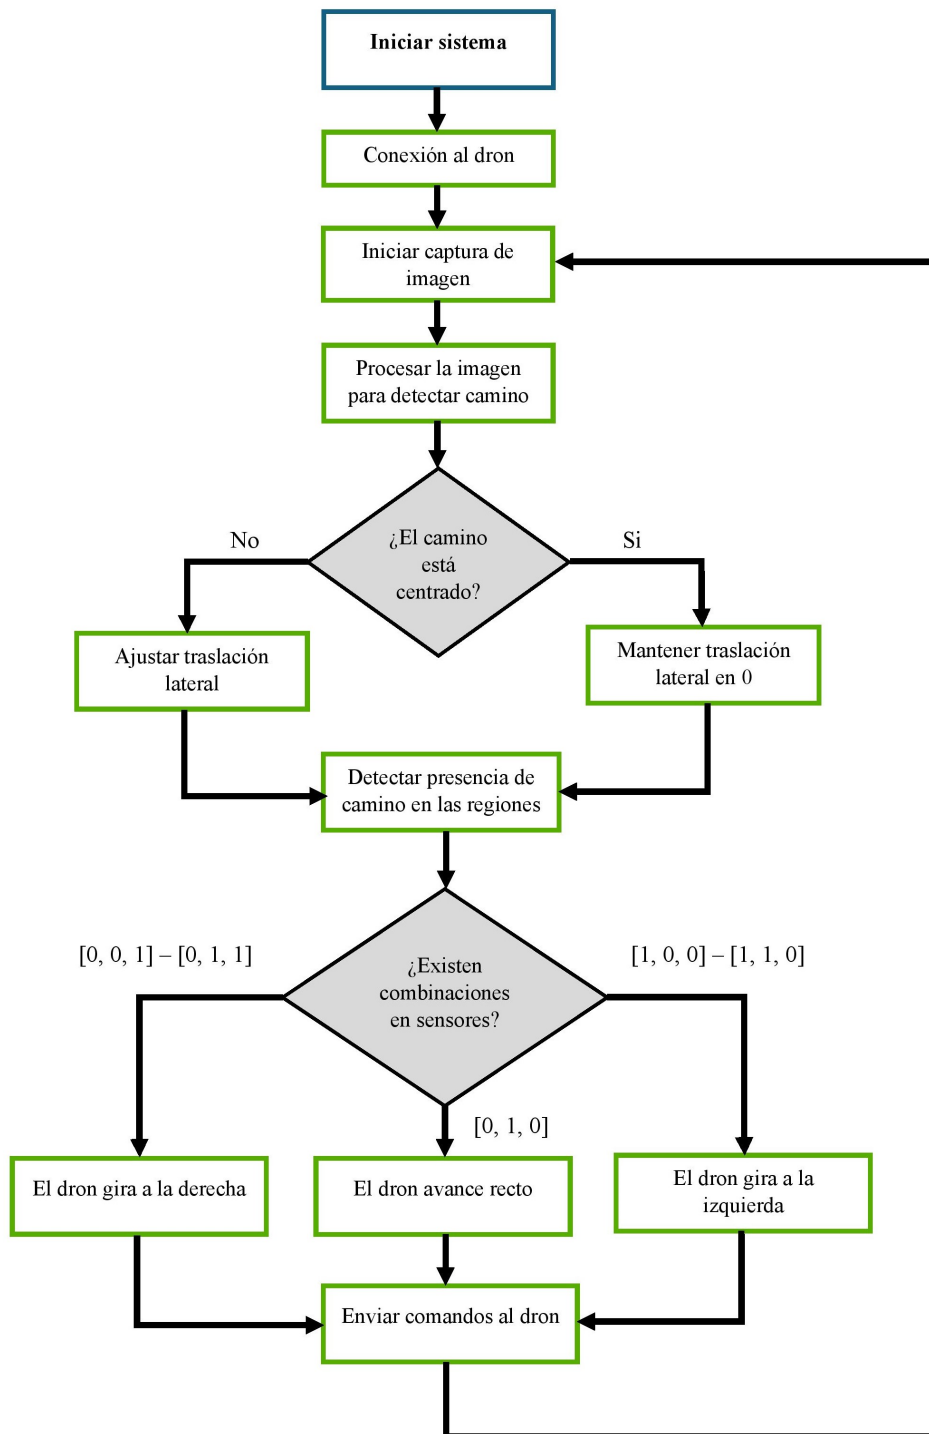 Iniciar sistema
Conexión al dron
Iniciar captura de
imagen
Procesar la imagen
para detectar camino
¿El camino
está
centrado?
No
Si
Ajustar traslación
lateral
Mantener traslación
lateral en 0
Detectar presencia de
camino en las regiones
[0, 0, 1] – [0, 1, 1]
¿Existen
combinaciones
en sensores?
[1, 0, 0] – [1, 1, 0]
[0, 1, 0]
El dron gira a la derecha
El dron avance recto
El dron gira a la
izquierda
Enviar comandos al dron